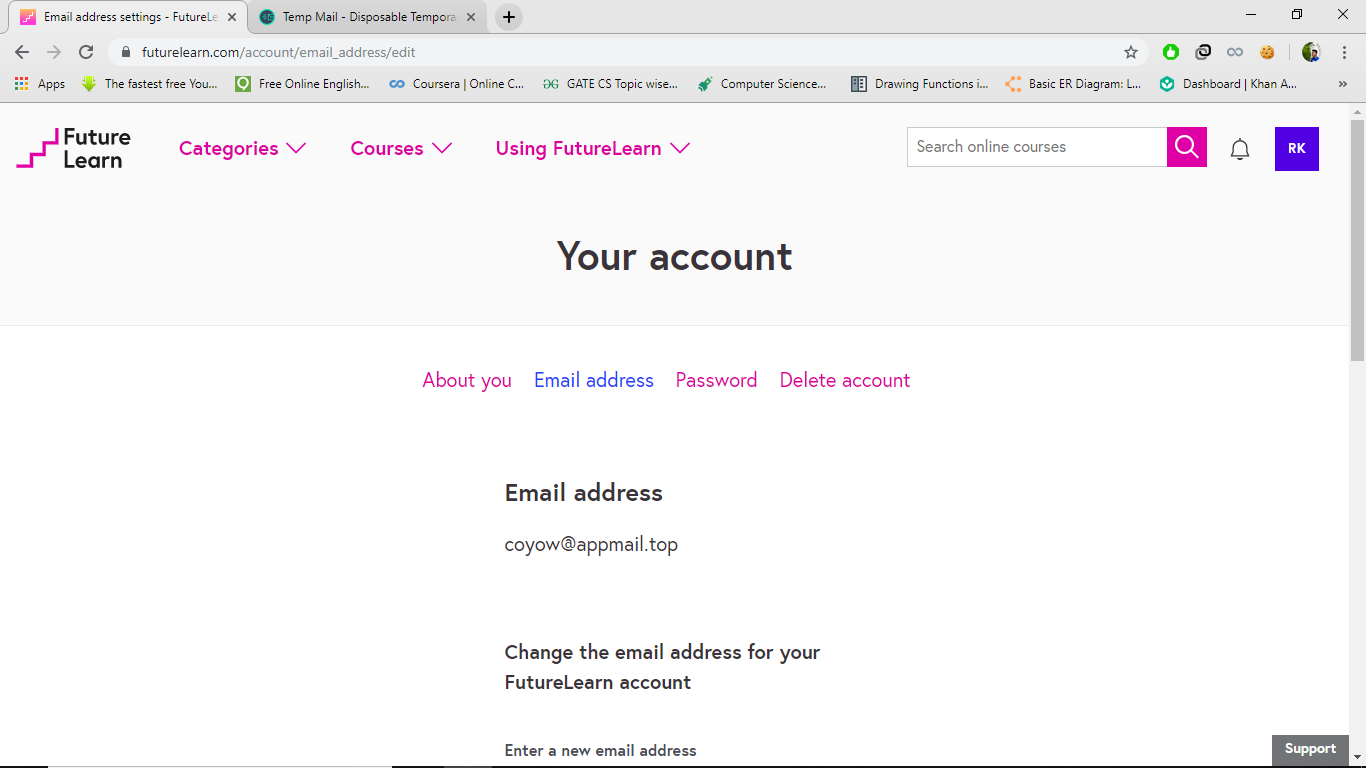 Email address settings - FutureLe
Temp Mail - Disposable Tempora
futurelearn.com/account/email_address/edit
Apps
The fastest free You...
Free Online English...
Coursera | Online C...
GATE CS Topic wise...
Computer Science...
Drawing Functions i...
Basic ER Diagram: L...
Dashboard | Khan A...
»
Future
Learn
Categories
Courses
Using FutureLearn
Search online courses
RK
Your account
About you
Email address
Password
Delete account
Email address
coyow@appmail.top
Change the email address for your
FutureLearn account
Enter a new email address
Support